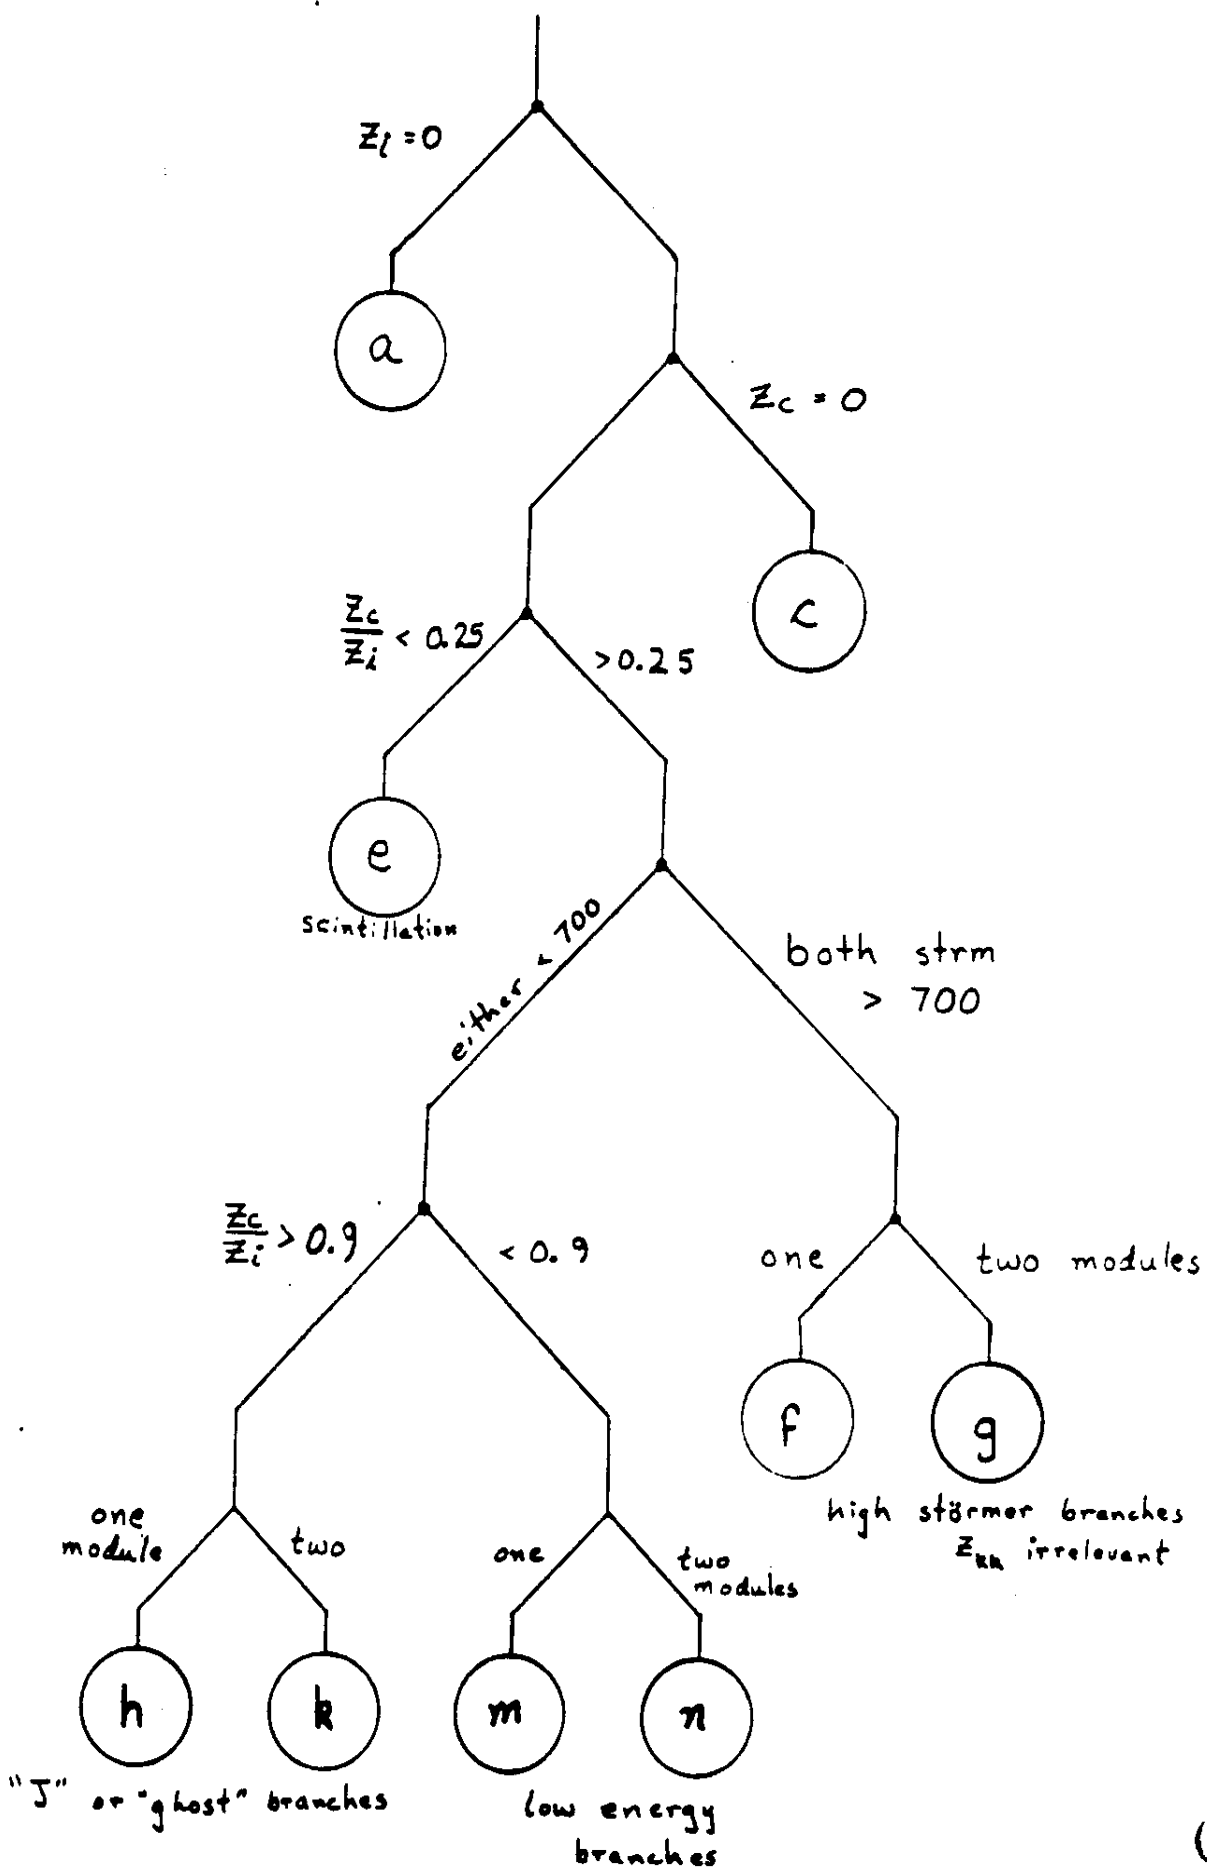 Zi = 0
a
Zc = 0
c
Zc/Zi < 0.25
> 0.25
e
scintillation
either < 700
both strm
> 700
Zc/Zi > 0.9
< 0.9
one
two modules
f
g
high störmer branches
irrelevant
one
module
two
one
two
modules
h
k
m
n
"J" or "ghost" branches
low energy
branches
(